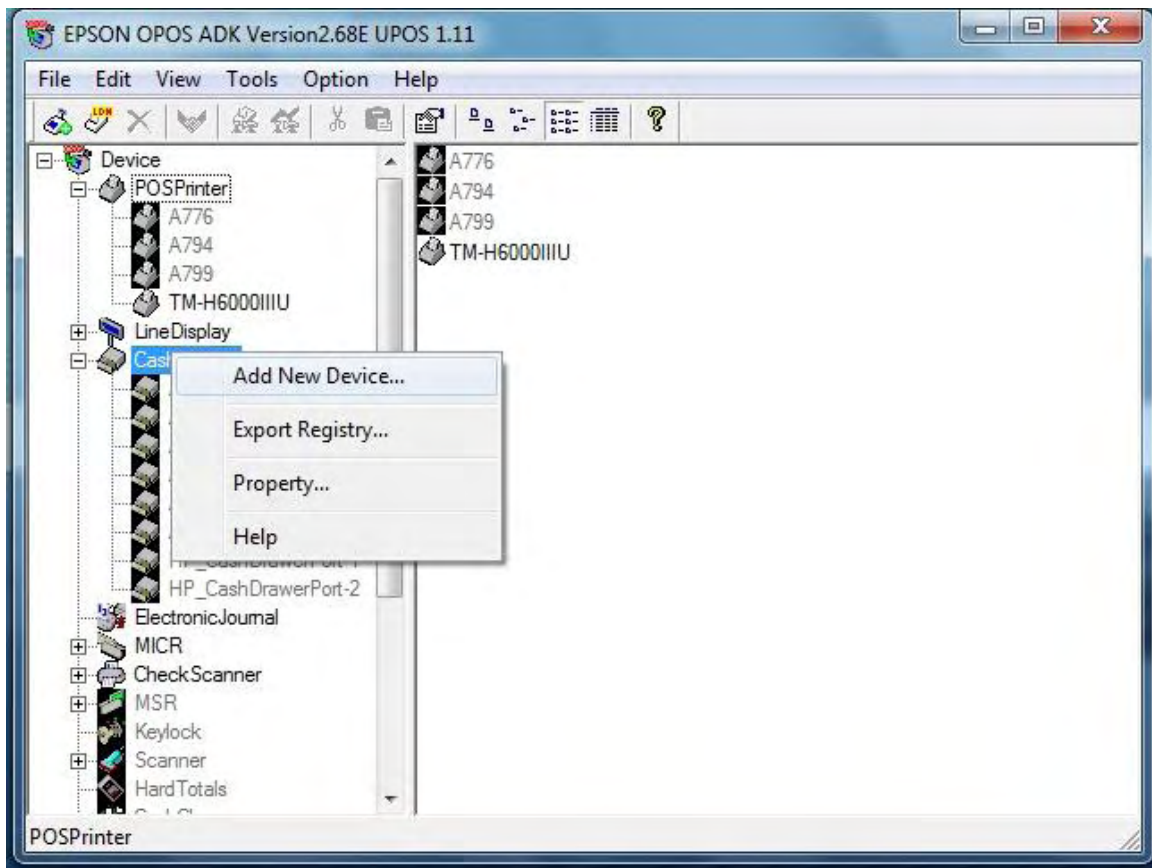 EPSON OPOS ADK Version2.68E UPOS 1.11
File Edit View Tools Option Help
Device
POSPrinter
A776
A794
A799
TM-H6000IIIU
LineDisplay
Add New Device...
Export Registry...
Property...
Help
HP_CashDrawerPort-2
ElectronicJournal
MICR
CheckScanner
MSR
Keylock
Scanner
HardTotals
A776
A794
A799
TM-H6000IIIU
POSPrinter